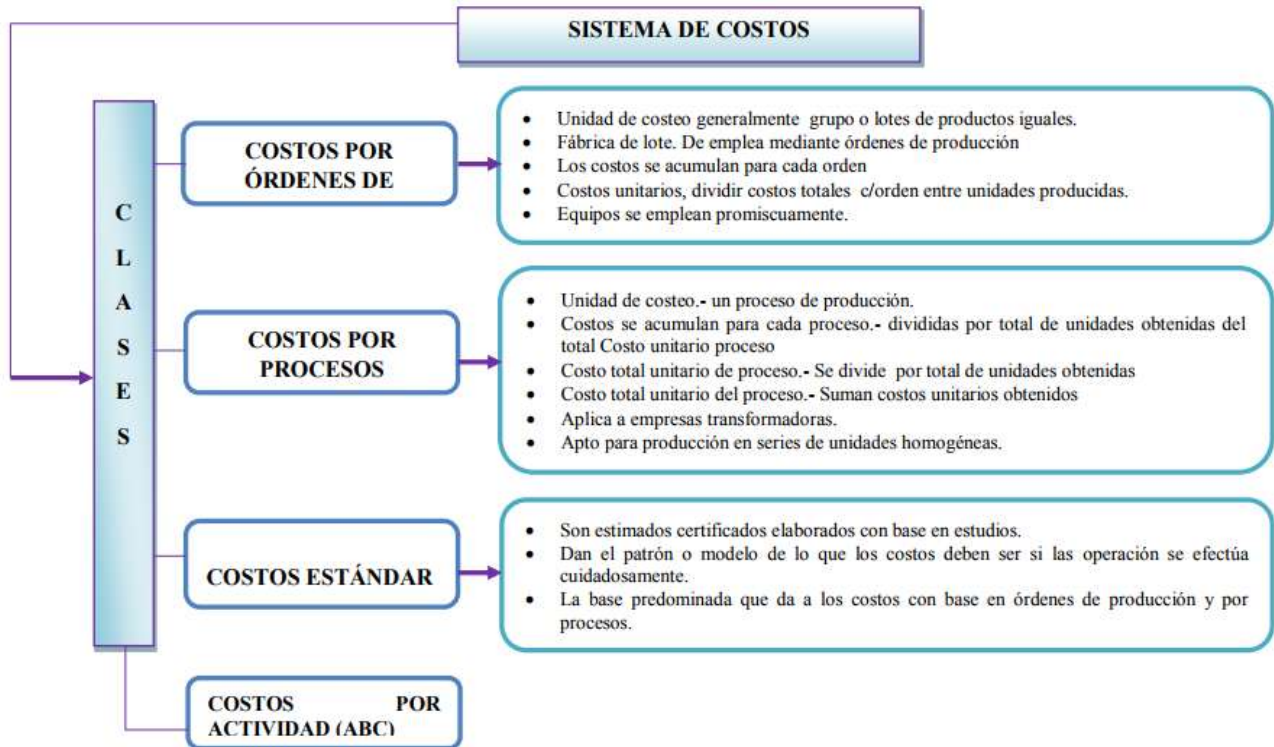 SISTEMA DE COSTOS
C
L
A
S
E
S
COSTOS POR
ÓRDENES DE
• Unidad de costeo generalmente grupo o lotes de productos iguales.
• Fábrica de lote. De emplea mediante órdenes de producción
• Los costos se acumulan para cada orden
• Costos unitarios, dividir costos totales c/orden entre unidades producidas.
• Equipos se emplean promiscuamente.
COSTOS POR
PROCESOS
• Unidad de costeo.- un proceso de producción.
• Costos se acumulan para cada proceso.- divididas por total de unidades obtenidas del
total Costo unitario proceso
• Costo total unitario de proceso.- Se divide por total de unidades obtenidas
• Costo total unitario del proceso.- Suman costos unitarios obtenidos
• Aplica a empresas transformadoras.
• Apto para producción en series de unidades homogéneas.
COSTOS ESTÁNDAR
• Son estimados certificados elaborados con base en estudios.
• Dan el patrón o modelo de lo que los costos deben ser si las operación se efectúa
cuidadosamente.
• La base predominada que da a los costos con base en órdenes de producción y por
procesos.
COSTOS POR
ACTIVIDAD (ABC)